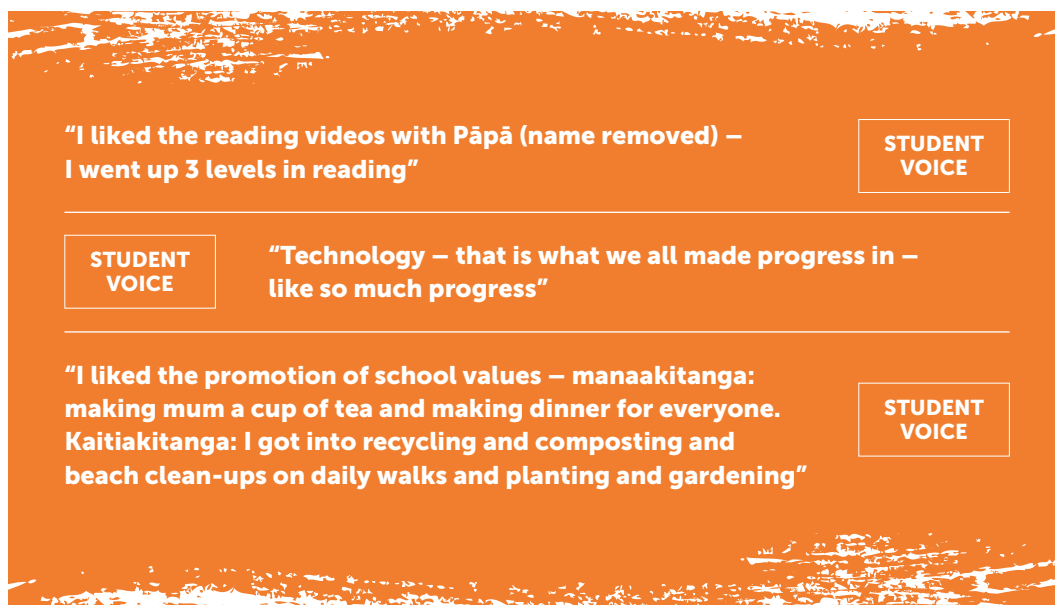 “I liked the reading videos with Pāpā (name removed) –
I went up 3 levels in reading”
STUDENT
VOICE
STUDENT
VOICE
“Technology – that is what we all made progress in –
like so much progress”
“I liked the promotion of school values – manaakitanga:
making mum a cup of tea and making dinner for everyone.
Kaitiakitanga: I got into recycling and composting and
beach clean-ups on daily walks and planting and gardening”
STUDENT
VOICE